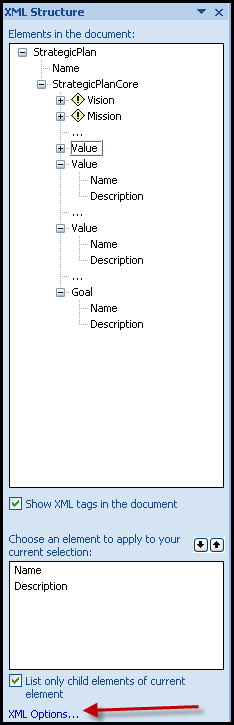 XML Structure
Elements in the document:
StrategicPlan
Name
StrategicPlanCore
Vision
Mission
...
Value
Value
Name
Description
...
Value
Name
Description
...
Goal
Name
Description
Show XML tags in the document
Choose an element to apply to your
current selection:
Name
Description
List only child elements of current
element
XML Options...